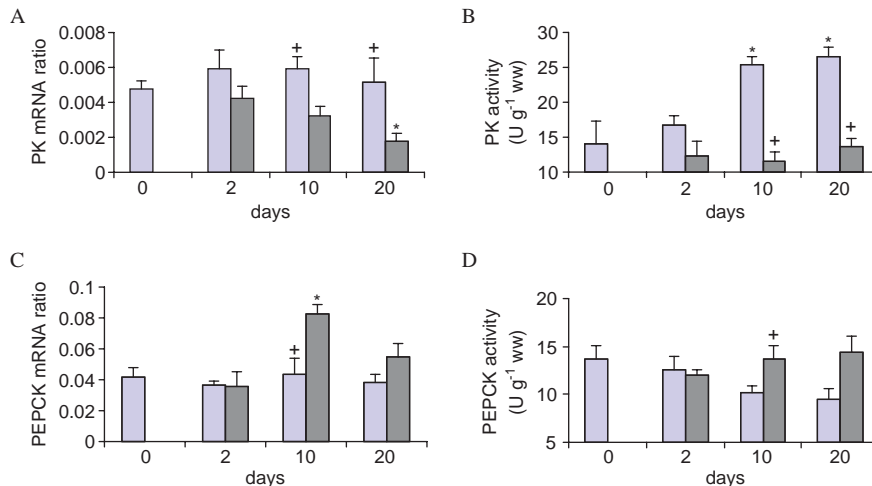 A
0.008
0.006
0.004
0.002
0
PK mRNA ratio
+
+
*
0 2 10 20
days
B
30
25
20
15
10
PK activity
(U g-1 ww)
*
*
+
+
0 2 10 20
days
C
0.1
0.08
0.06
0.04
0.02
0
PEPCK mRNA ratio
+
*
0 2 10 20
days
D
20
15
10
5
PEPCK activity
(U g-1 ww)
+
0 2 10 20
days